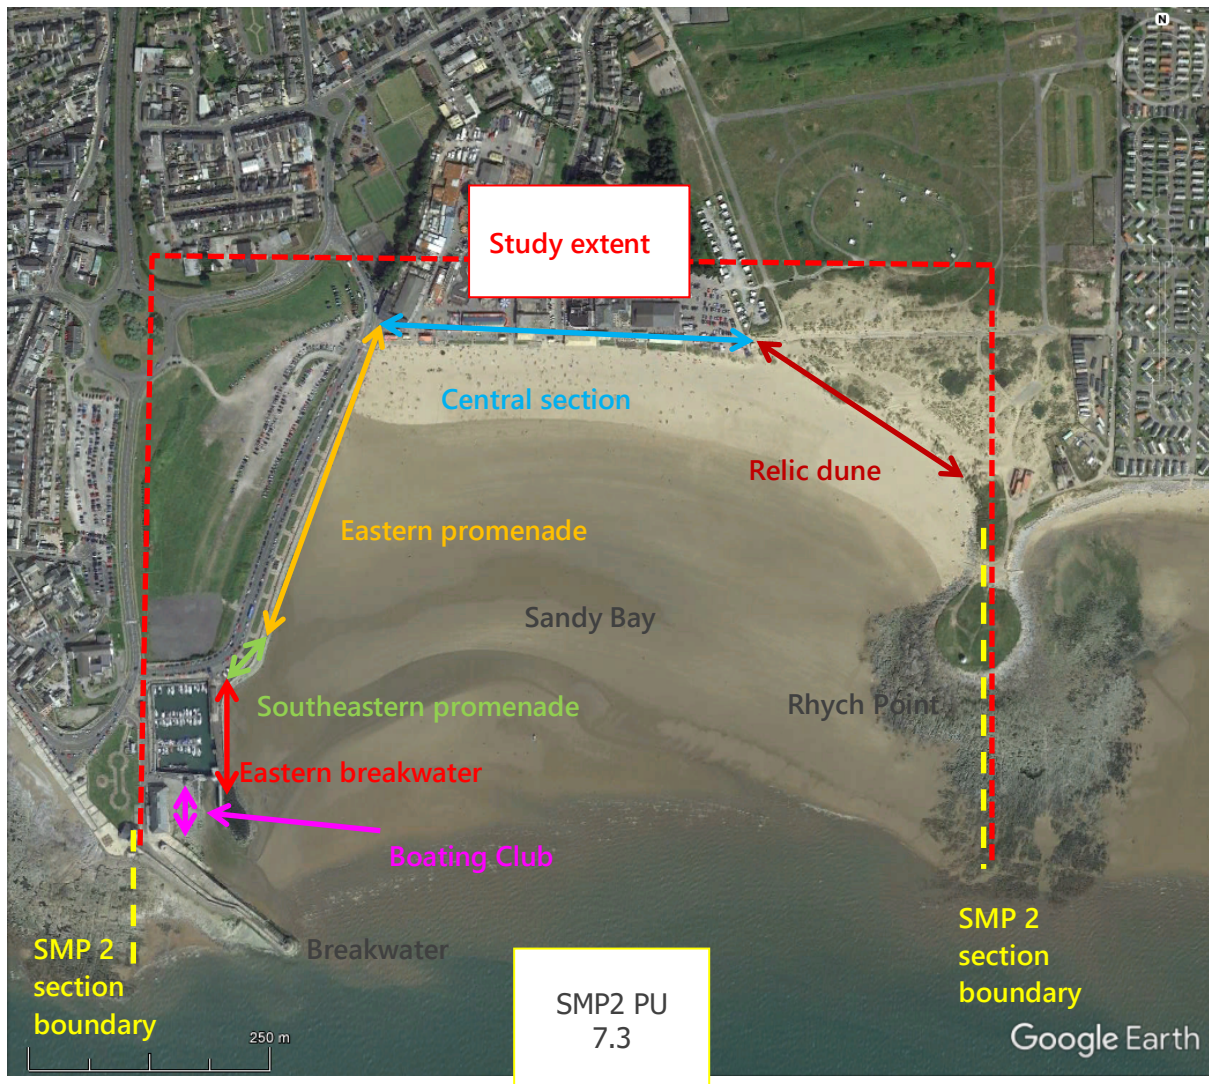 N
Study extent
Central section
Relic dune
Eastern promenade
Sandy Bay
Rhych Point
Southeastern promenade
Eastern breakwater
Boating Club
SMP 2
section
boundary
Breakwater
SMP 2
section
boundary
SMP2 PU
7.3
250 m
Google Earth